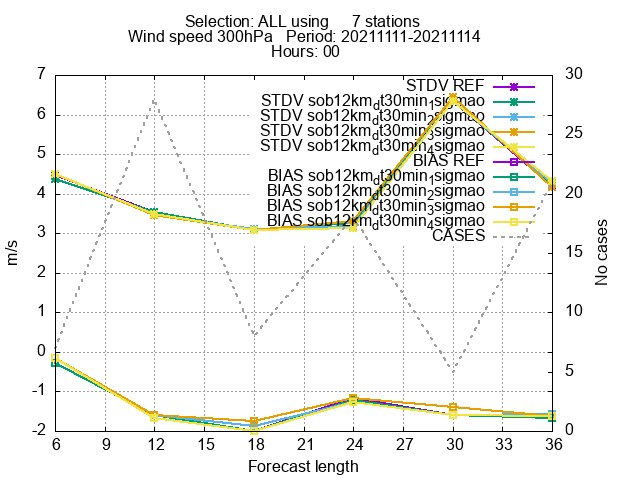 Selection: ALL using 7 stations
Wind speed 300hPa Period: 20211111-20211114
Hours: 00
7
6
5
4
3
2
1
0
-1
-2
m/s
30
25
20
15
10
5
0
No cases
STDV REF
STDV sob12km_dt30min_1sigmao
STDV sob12km_dt30min_2sigmao
STDV sob12km_dt30min_3sigmao
STDV sob12km_dt30min_4sigmao
BIAS REF
BIAS sob12km_dt30min_1sigmao
BIAS sob12km_dt30min_2sigmao
BIAS sob12km_dt30min_3sigmao
BIAS sob12km_dt30min_4sigmao
CASES
6 9 12 15 18 21 24 27 30 33 36
Forecast length